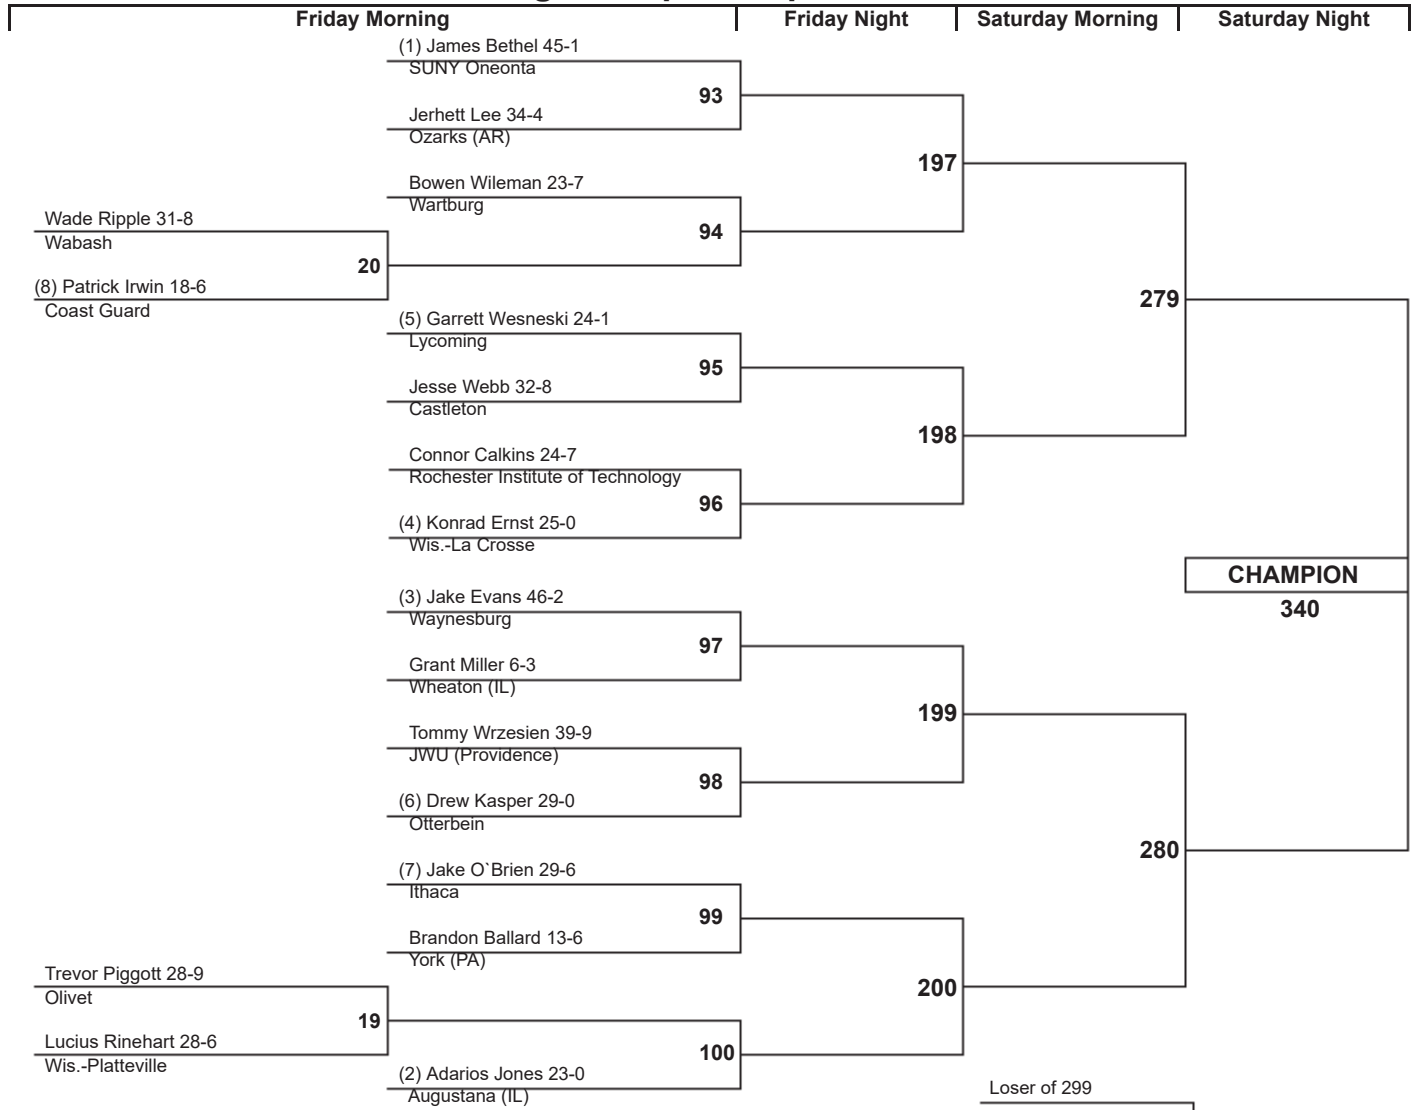 Friday Morning
Friday Night
Saturday Morning
Saturday Night
(1) James Bethel 45-1
SUNY Oneonta
93
Jerhett Lee 34-4
Ozarks (AR)
197
Bowen Wileman 23-7
Wartburg
Wade Ripple 31-8
Wabash
94
20
(8) Patrick Irwin 18-6
Coast Guard
279
(5) Garrett Wesneski 24-1
Lycoming
95
Jesse Webb 32-8
Castleton
198
Connor Calkins 24-7
Rochester Institute of Technology
96
(4) Konrad Ernst 25-0
Wis.-La Crosse
CHAMPION
340
(3) Jake Evans 46-2
Waynesburg
97
Grant Miller 6-3
Wheaton (IL)
199
Tommy Wrzesien 39-9
JWU (Providence)
98
(6) Drew Kasper 29-0
Otterbein
280
(7) Jake O`Brien 29-6
Ithaca
99
Brandon Ballard 13-6
York (PA)
Trevor Piggott 28-9
Olivet
200
19
Lucius Rinehart 28-6
Wis.-Platteville
100
(2) Adarios Jones 23-0
Augustana (IL)
Loser of 299